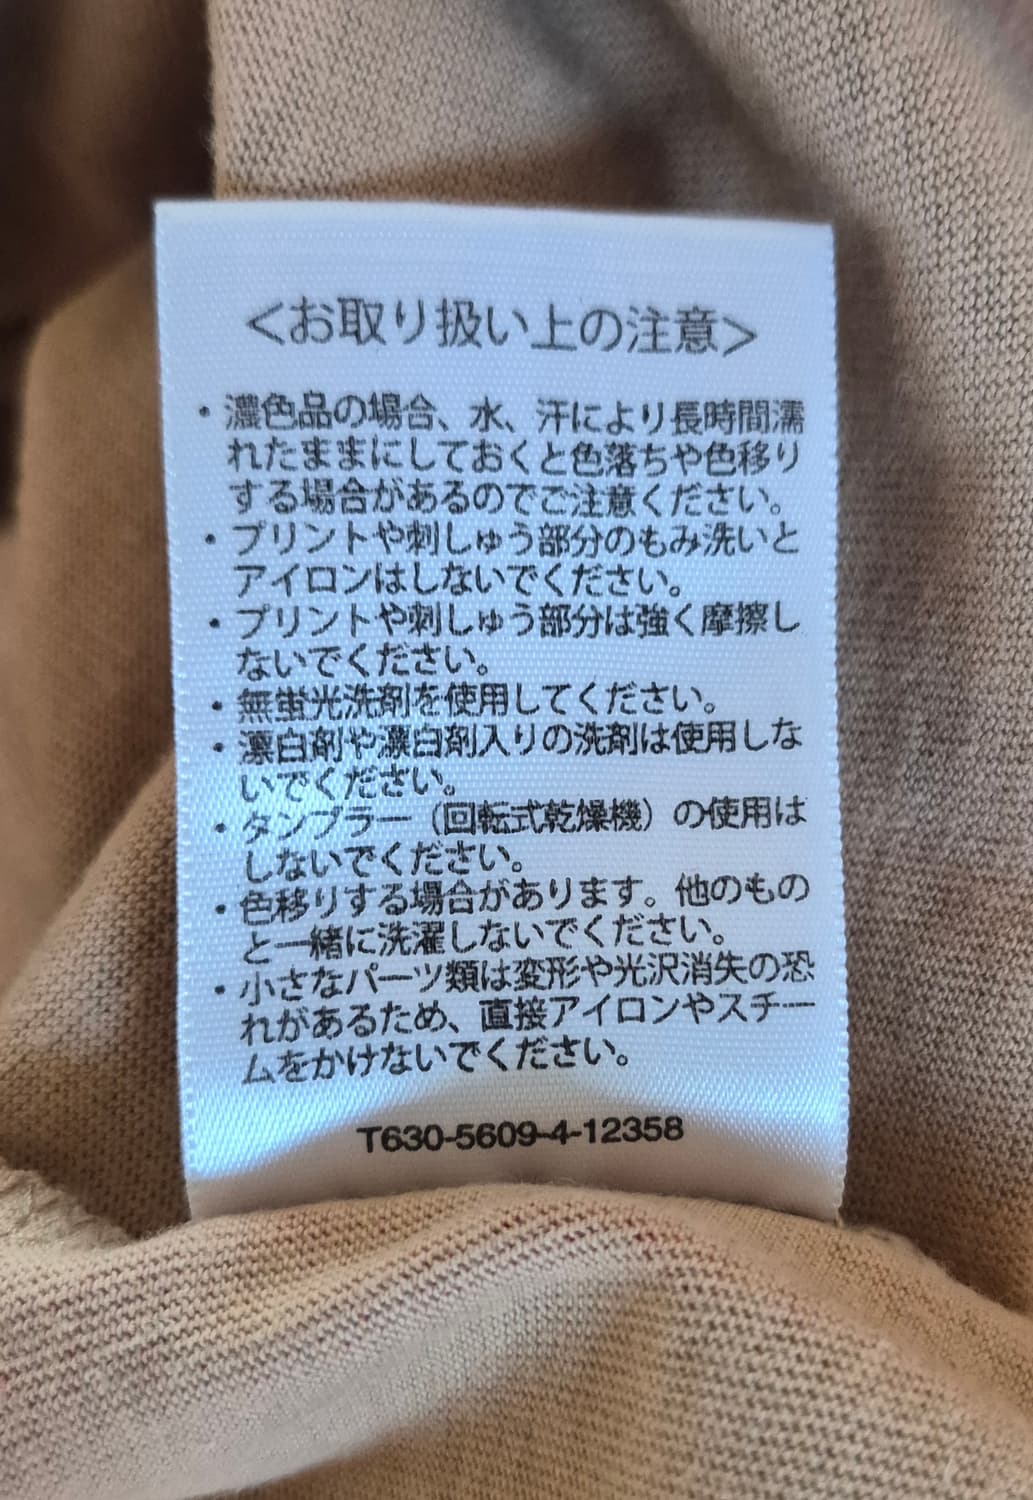 <お取り扱い上の注意>
・濃色品の場合、水、汗により長時間濡
れたままにしておくと色落ちや色移り
する場合があるのでご注意ください。
・プリントや刺しゅう部分のもみ洗いと
アイロンはしないでください。
・プリントや刺しゅう部分は強く摩擦し
ないでください。
・無蛍光洗剤を使用してください。
・漂白剤や漂白剤入りの洗剤は使用しな
いでください。
・タンブラー（回転式乾燥機）の使用は
しないでください。
・色移りする場合があります。他のもの
と一緒に洗濯しないでください。
・小さなパーツ類は変形や光沢消失の恐
れがあるため、直接アイロンやスチー
ムをかけないでください。
T630-5609-4-12358